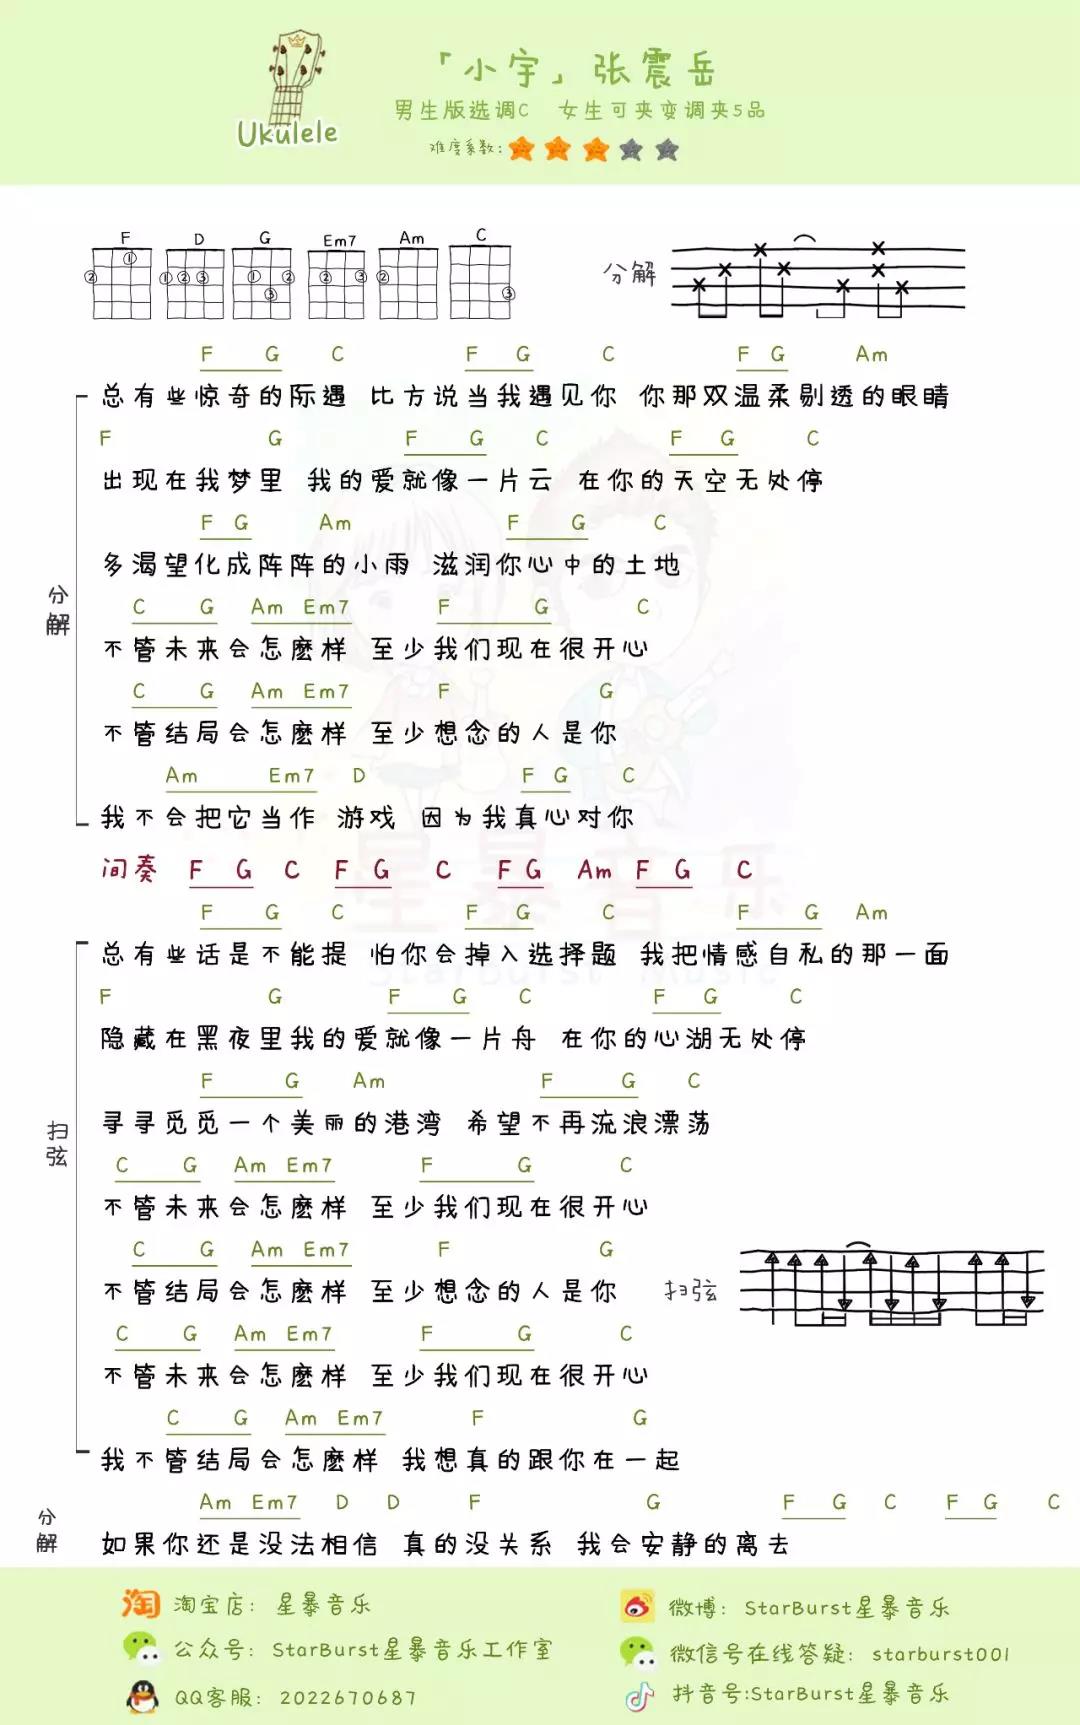 「小宇」张震岳
男生版选调C 女生可夹变调夹5品
Ukulele
难度系数:
F D G Em7 Am C
分解
F G C F G C F G Am
总有些惊奇的际遇 比方说当我遇见你 你那双温柔剔透的眼睛
F G F G C F G C
出现在我梦里 我的爱就像一片云 在你的天空无处停
F G Am F G C
多渴望化成阵阵的小雨 滋润你心中的土地
分解
C G Am Em7 F G C
不管未来会怎麽样 至少我们现在很开心
C G Am Em7 F G
不管结局会怎麽样 至少想念的人是你
Am Em7 D F G C
我不会把它当作 游戏 因为我真心对你
间奏 F G C F G C F G Am F G C
星暴音乐
StarBurst Music
F G C F G C F G Am
总有些话是不能提 怕你会掉入选择题 我把情感自私的那一面
F G F G C F G C
隐藏在黑夜里我的爱就像一片舟 在你的心湖无处停
F G Am F G C
寻寻觅觅一个美丽的港湾 希望不再流浪漂荡
扫弦
C G Am Em7 F G C
不管未来会怎麽样 至少我们现在很开心
C G Am Em7 F G
不管结局会怎麽样 至少想念的人是你
扫弦
C G Am Em7 F G C
不管未来会怎麽样 至少我们现在很开心
C G Am Em7 F G
我不管结局会怎麽样 我想真的跟你在一起
分解
Am Em7 D D F G F G C F G C
如果你还是没法相信 真的没关系 我会安静的离去
淘 淘宝店: 星暴音乐
微博: StarBurst星暴音乐
公众号: StarBurst星暴音乐工作室
微信号在线答疑: starburst001
QQ客服: 2022670687
抖音号:StarBurst星暴音乐